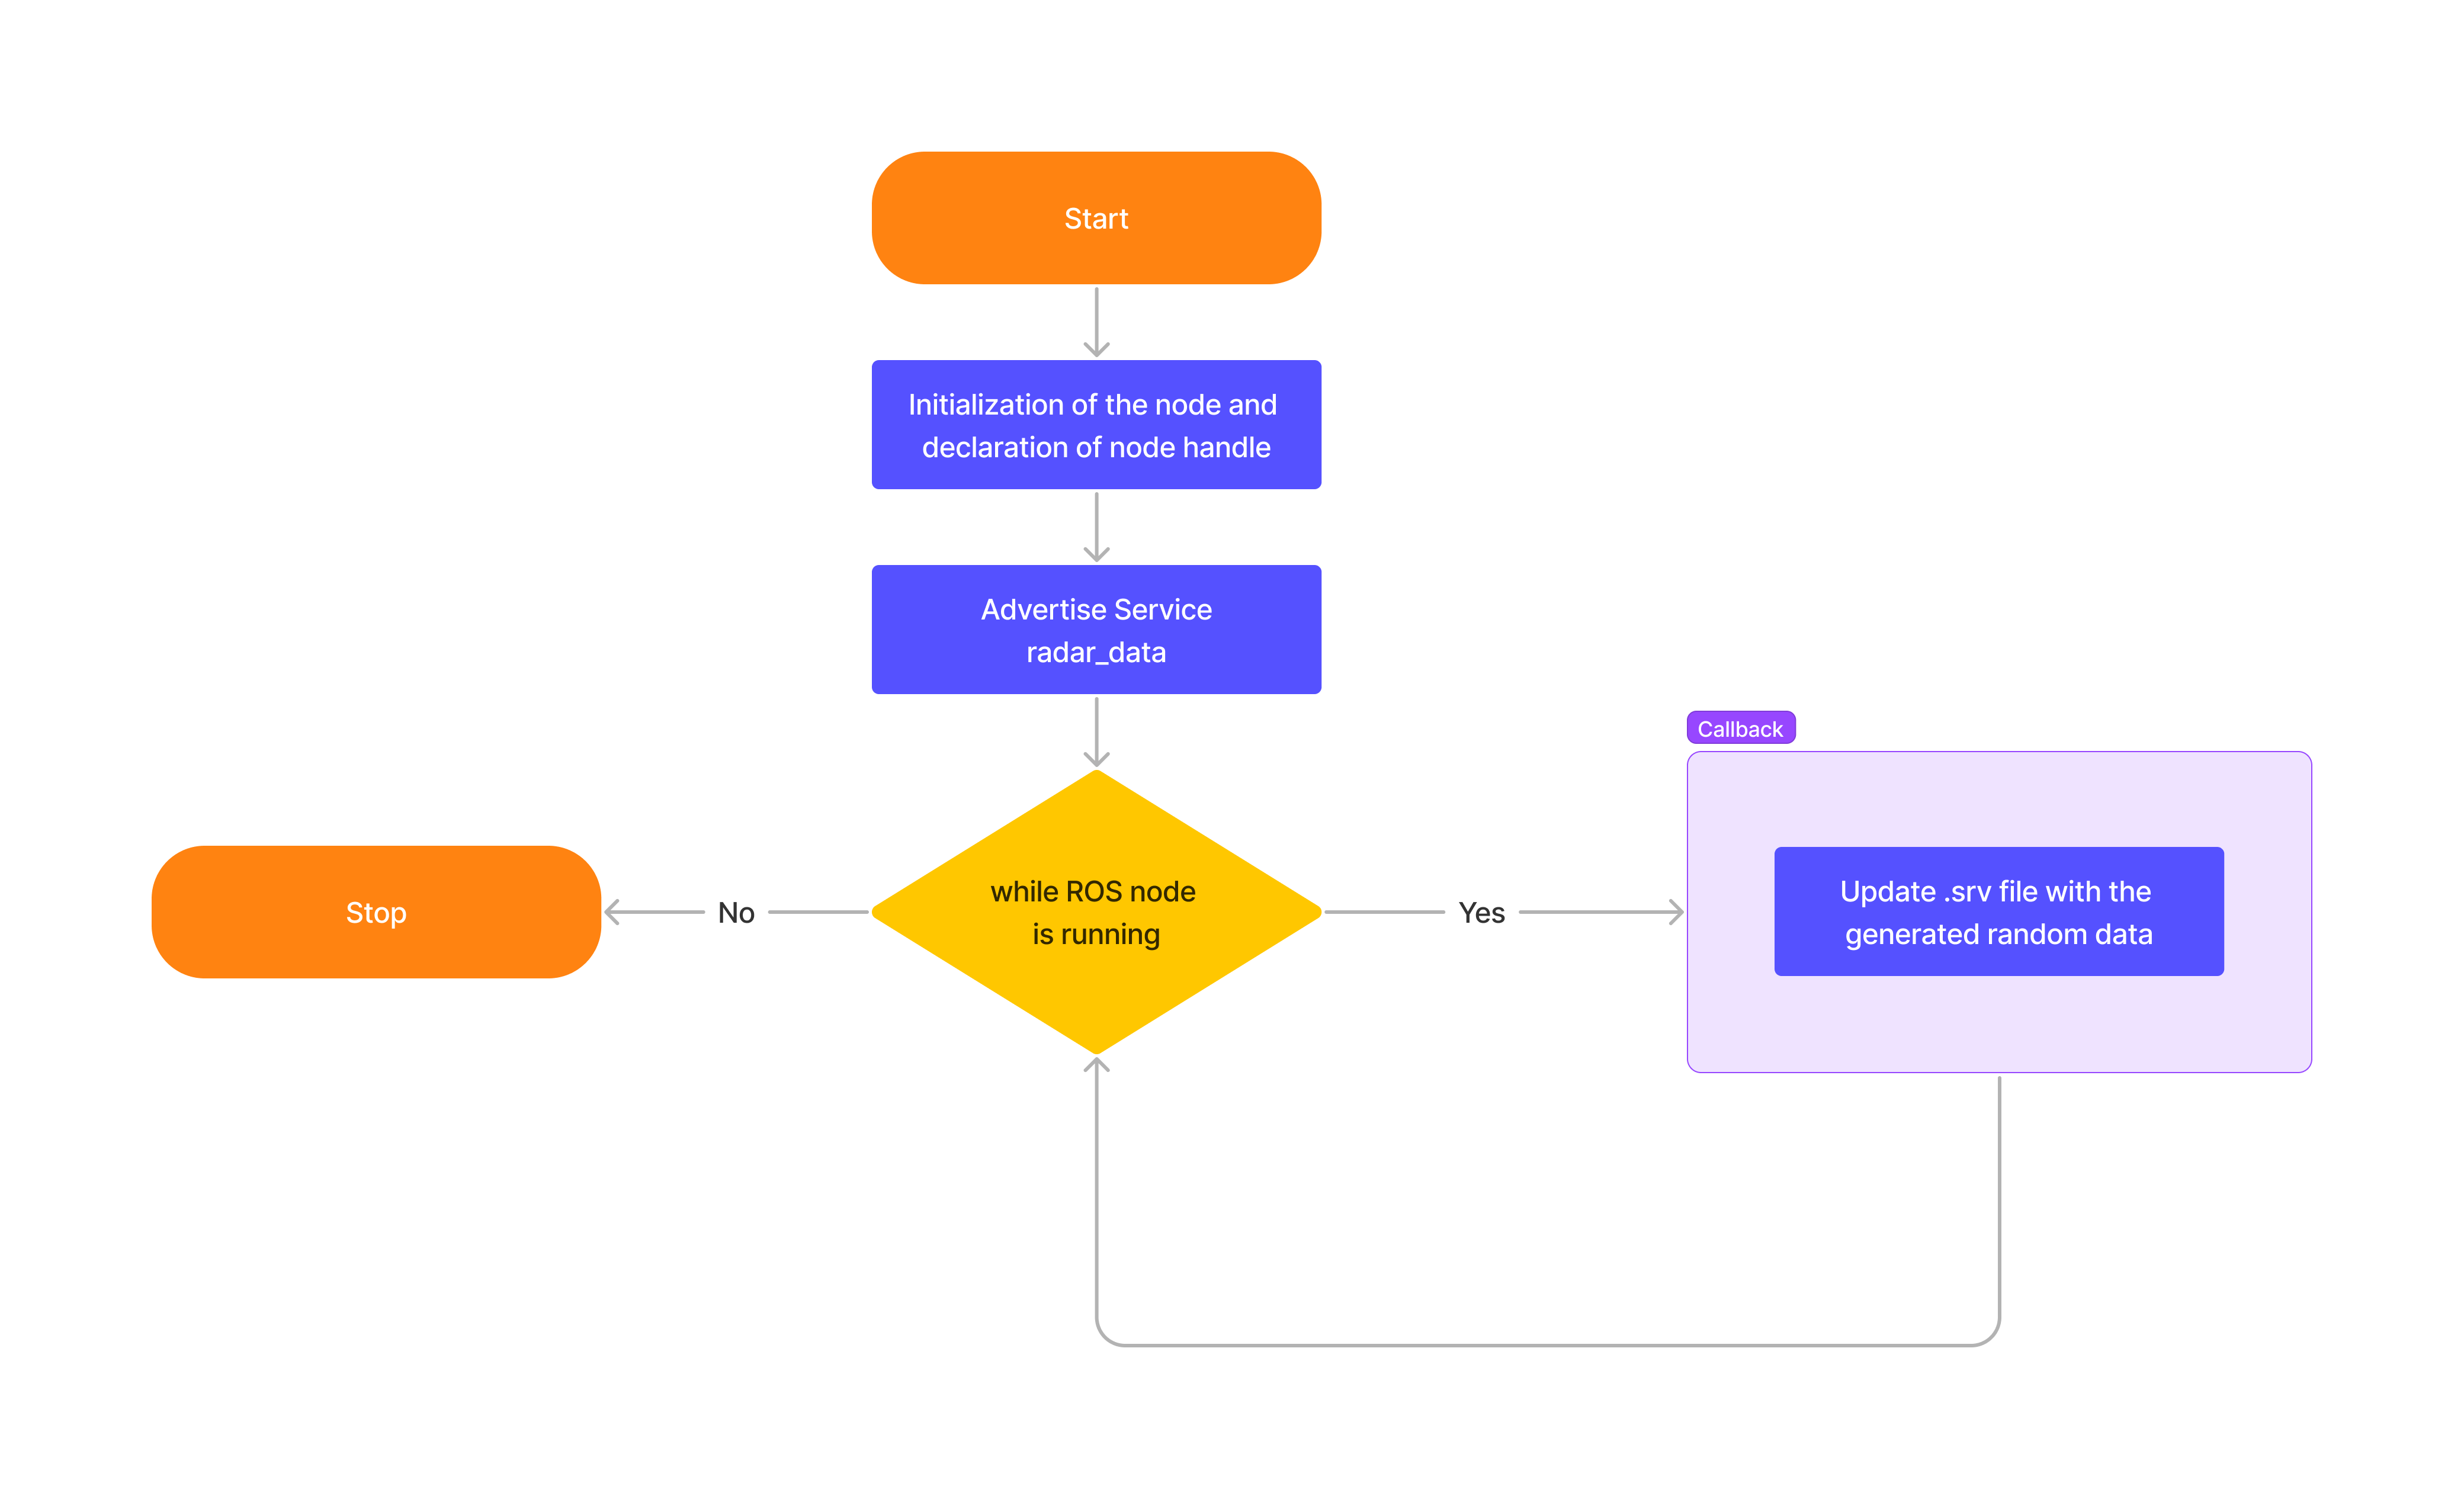 Start
Initialization of the node and
declaration of node handle
Advertise Service
radar_data
Callback
Stop
No
while ROS node
is running
Yes
Update .srv file with the
generated random data